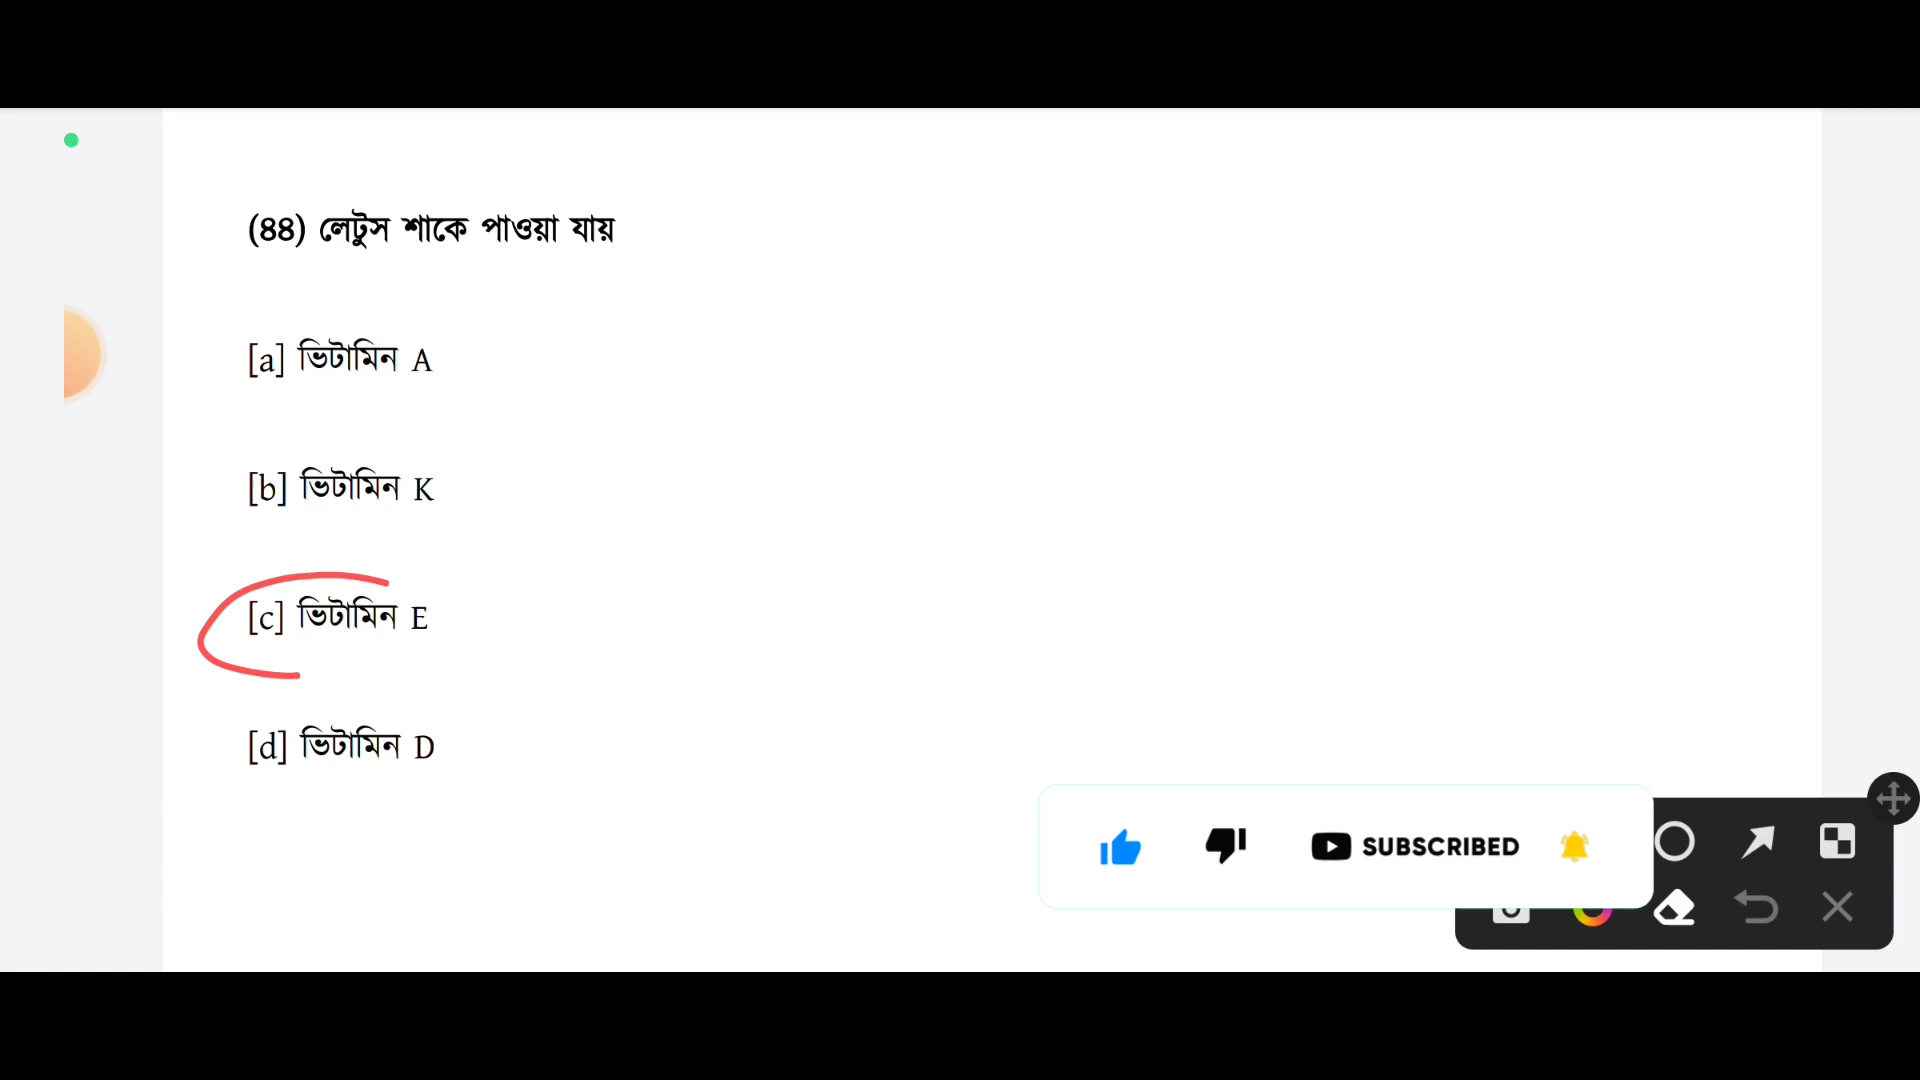 (৪৪) লেটুস শাকে পাওয়া যায়
[a] ভিটামিন A
[b] ভিটামিন K
[c] ভিটামিন E
[d] ভিটামিন D
SUBSCRIBED